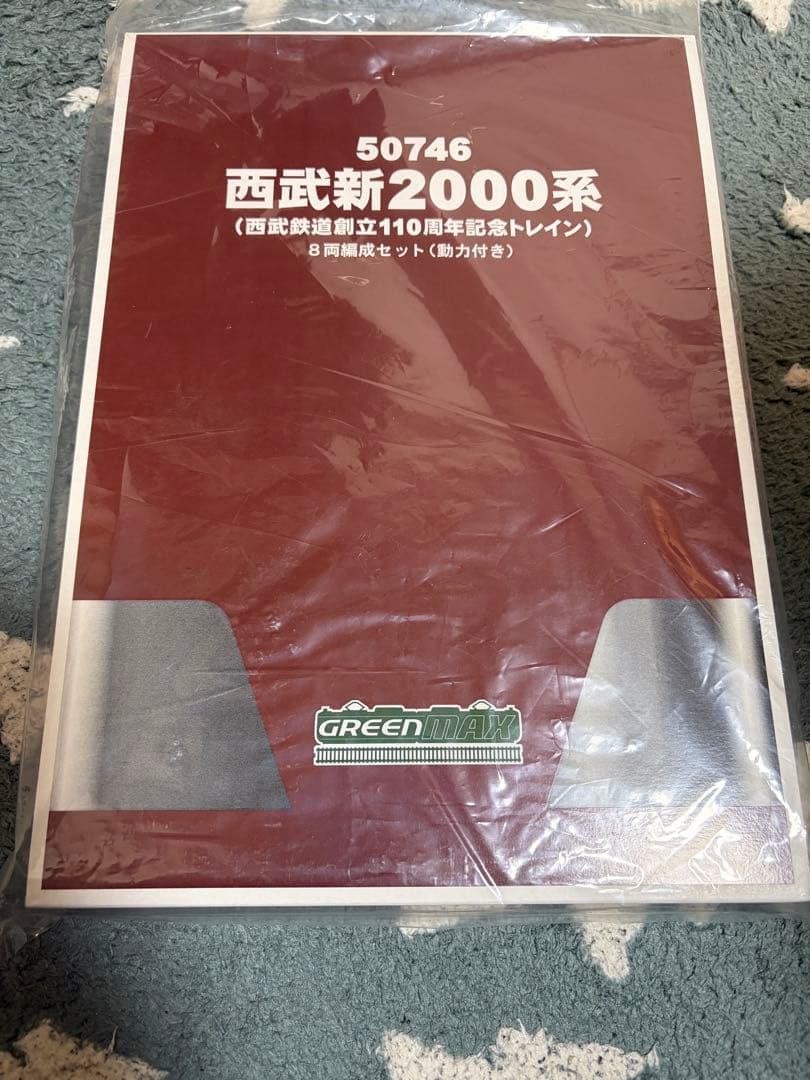 50746
西武新2000系
（西武鉄道創立110周年記念トレイン）
８両編成セット（動力付き）
GREENMAX